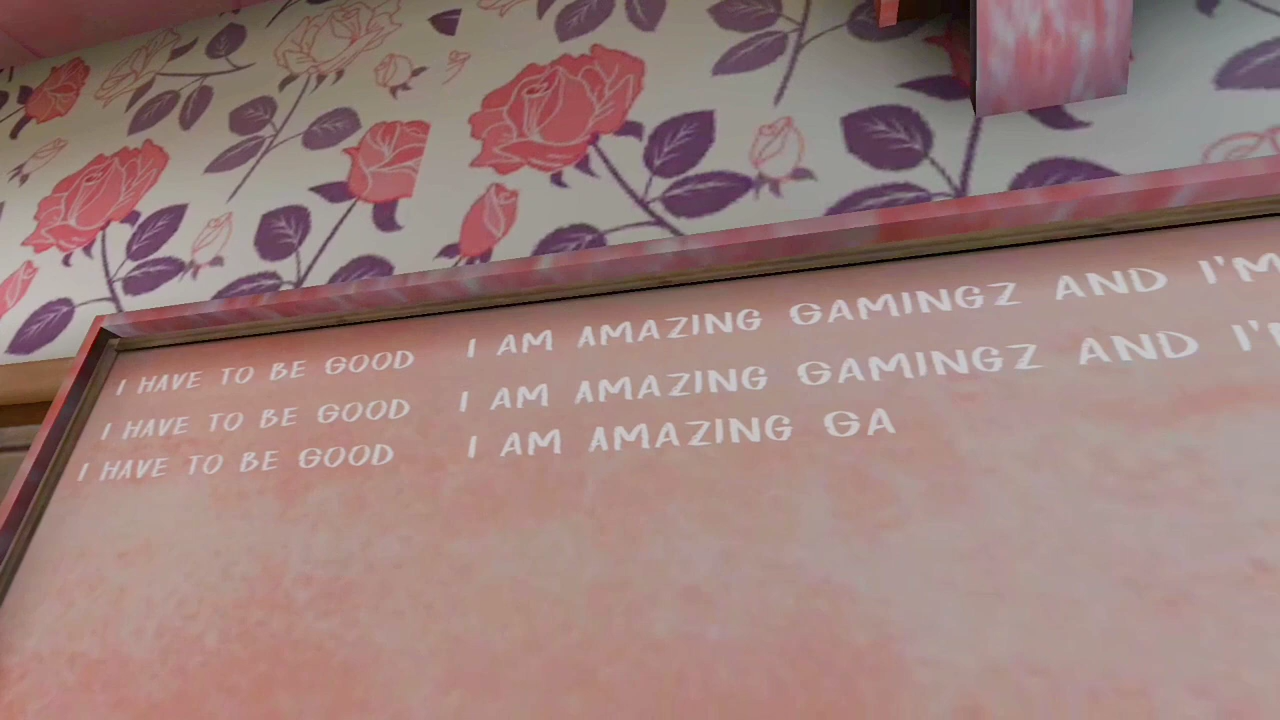 I HAVE TO BE GOOD
I HAVE TO BE GOOD
I HAVE TO BE GOOD
I AM AMAZING GAMINGZ AND I'M
I AM AMAZING GAMINGZ AND I'
I AM AMAZING GA